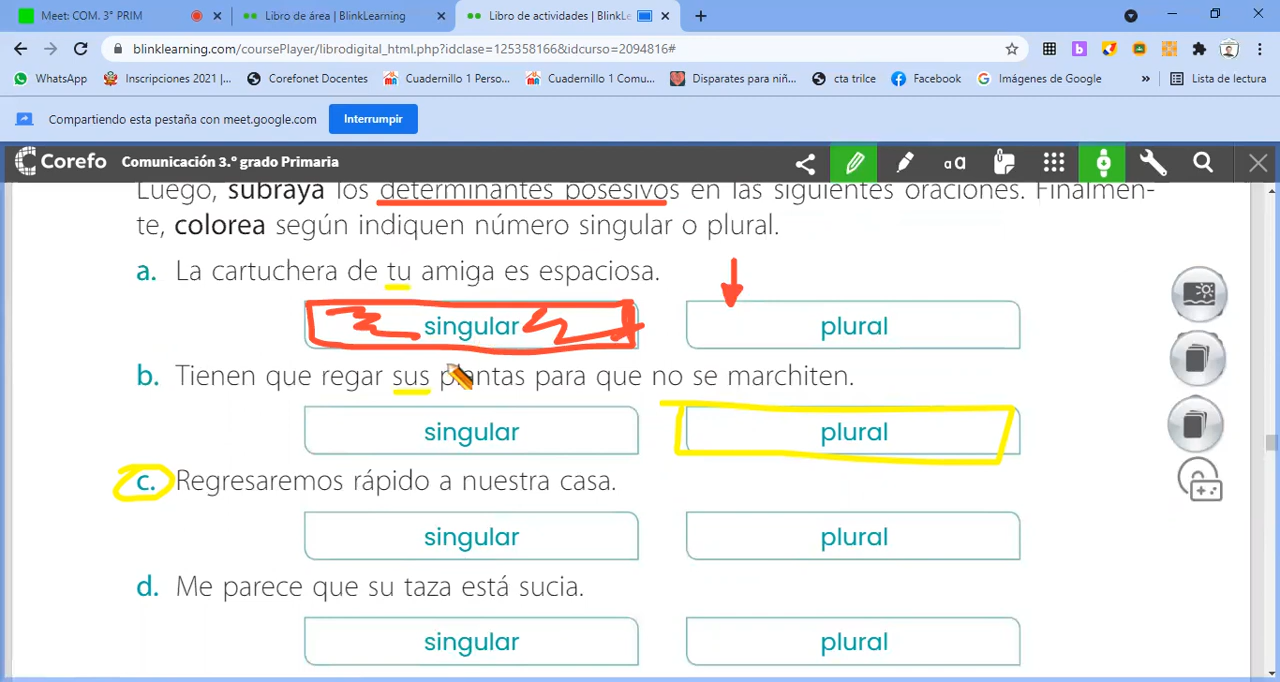 Meet: COM. 3° PRIM
Libro de área | BlinkLearning
Libro de actividades | BlinkL
blinklearning.com/coursePlayer/librodigital_html.php?idclase=125358166&idcurso=2094816#
WhatsApp
Inscripciones 2021 |...
Corefonet Docentes
Cuadernillo 1 Perso...
Cuadernillo 1 Comu...
Disparates para niñ...
cta trilce
Facebook
Imágenes de Google
»
Lista de lectura
Compartiendo esta pestaña con meet.google.com
Interrumpir
Corefo
Comunicación 3.º grado Primaria
aa
Luego, subraya los determinantes posesivos en las siguientes oraciones. Finalmen-
te, colorea según indiquen número singular o plural.
a. La cartuchera de tu amiga es espaciosa.
singular
plural
b. Tienen que regar sus plantas para que no se marchiten.
singular
plural
c. Regresaremos rápido a nuestra casa.
singular
plural
d. Me parece que su taza está sucia.
singular
plural